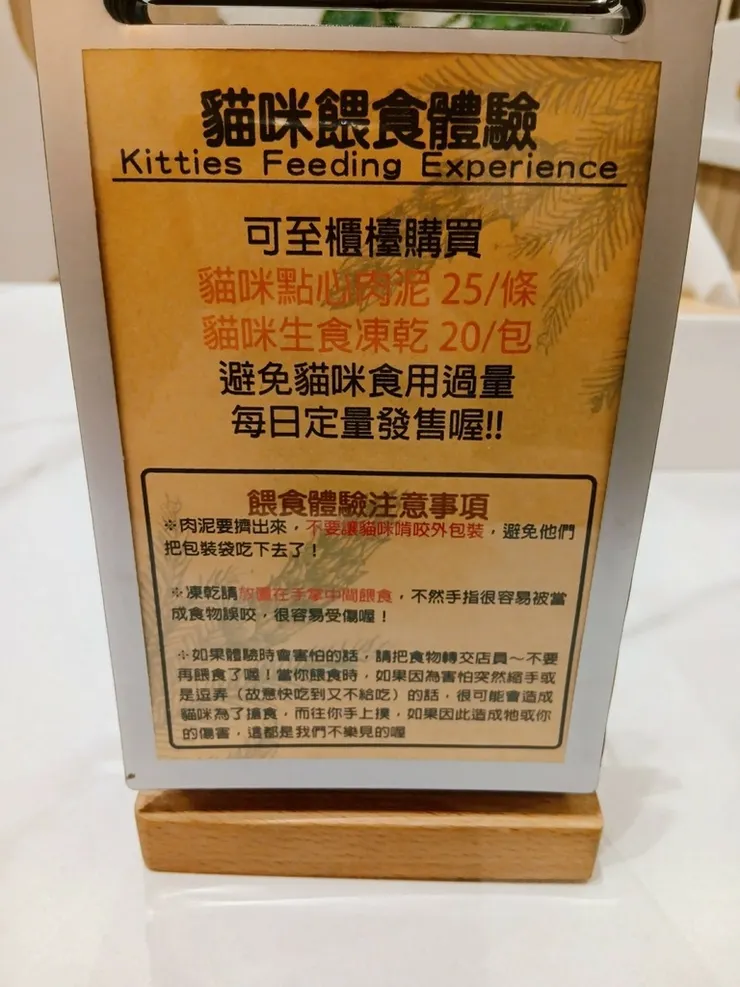 貓咪餵食體驗
Kitties Feeding Experience
可至櫃檯購買
貓咪點心肉泥 25/條
貓咪生食凍乾 20/包
避免貓咪食用過量
每日定量發售喔!!
餵食體驗注意事項
※肉泥要擠出來，不要讓貓咪啃咬外包裝，避免他們
把包裝袋吃下去了！
※凍乾請放置在手掌中間餵食，不然手指很容易被當
成食物誤咬，很容易受傷喔！
※如果體驗時會害怕的話，請把食物轉交店員～不要
再餵食了喔！當你餵食時，如果因為害怕突然縮手或
是逗弄（故意快吃到又不給吃）的話，很可能會造成
貓咪為了搶食，而往你手上撲，如果因此造成牠或你
的傷害，這都是我們不樂見的喔